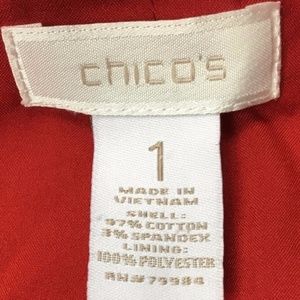 chico's
1
MADE IN
VIETNAM
SHELL:
97% COTTON
3% SPANDEX
LINING:
100% POLYESTER
RN# 79984